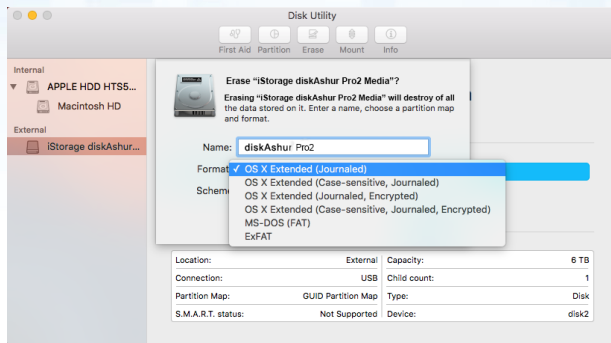 Disk Utility
First Aid Partition Erase Mount Info
Internal
APPLE HDD HTS5...
Macintosh HD
External
iStorage diskAshur...
Erase “iStorage diskAshur Pro2 Media”?
Erasing “iStorage diskAshur Pro2 Media” will destroy of all
the data stored on it. Enter a name, choose a partition map
and format.
Name: diskAshur Pro2
Format ✓ OS X Extended (Journaled)
OS X Extended (Case-sensitive, Journaled)
Schem
OS X Extended (Journaled, Encrypted)
OS X Extended (Case-sensitive, Journaled, Encrypted)
MS-DOS (FAT)
ExFAT
Location: External Capacity: 6 TB
Connection: USB Child count: 1
Partition Map: GUID Partition Map Type: Disk
S.M.A.R.T. status: Not Supported Device: disk2